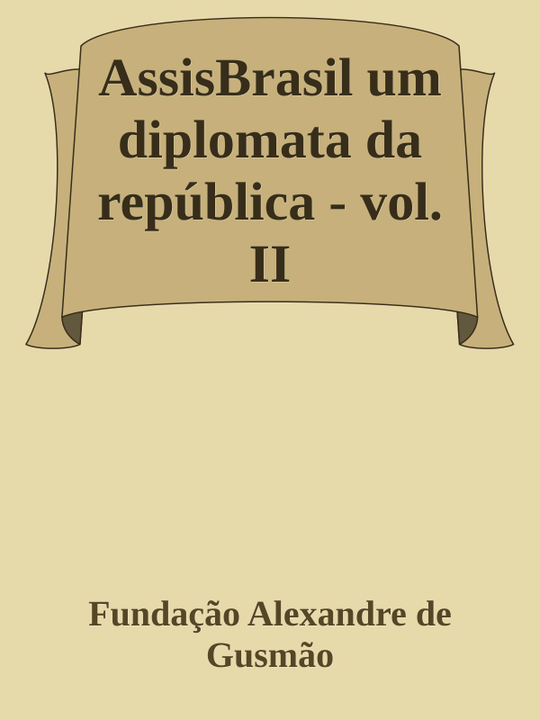 AssisBrasil um
diplomata da
república - vol.
II
Fundação Alexandre de
Gusmão